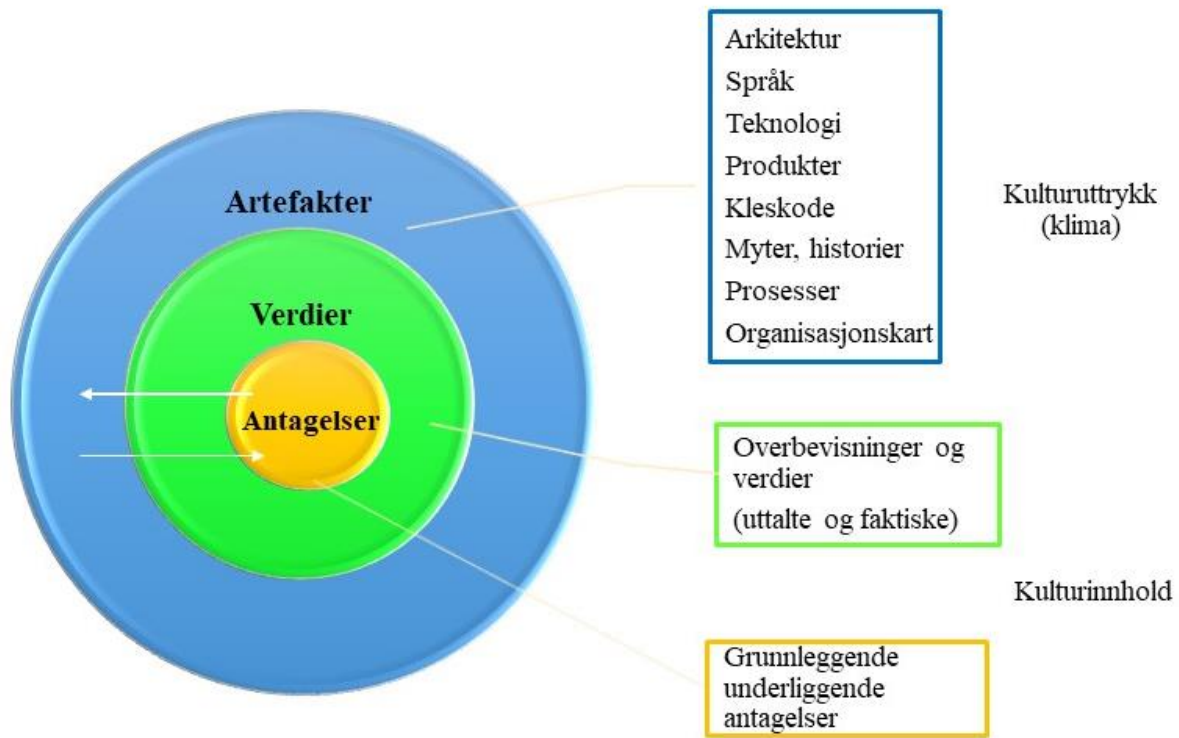 Artefakter
Verdier
Antagelser
Arkitektur
Språk
Teknologi
Produkter
Kleskode
Myter, historier
Prosesser
Organisasjonskart
Kulturuttrykk
(klima)
Overbevisninger og
verdier
(uttalte og faktiske)
Kulturinnhold
Grunnleggende
underliggende
antagelser